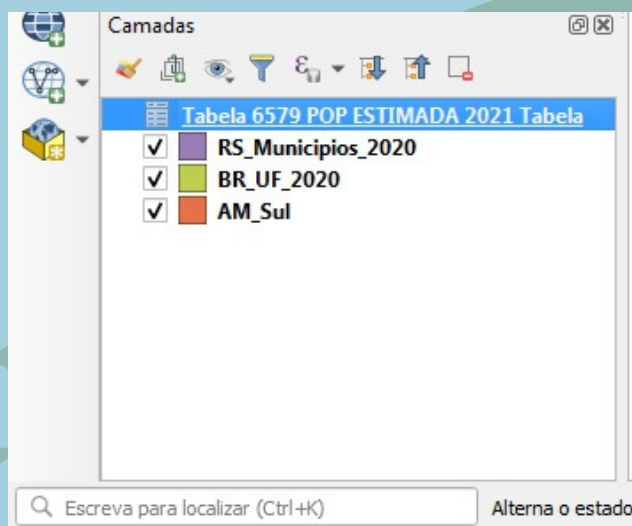 Camadas
Tabela 6579 POP ESTIMADA 2021 Tabela
RS_Municipios_2020
BR_UF_2020
AM_Sul
Escreva para localizar (Ctrl+K)
Alterna o estado